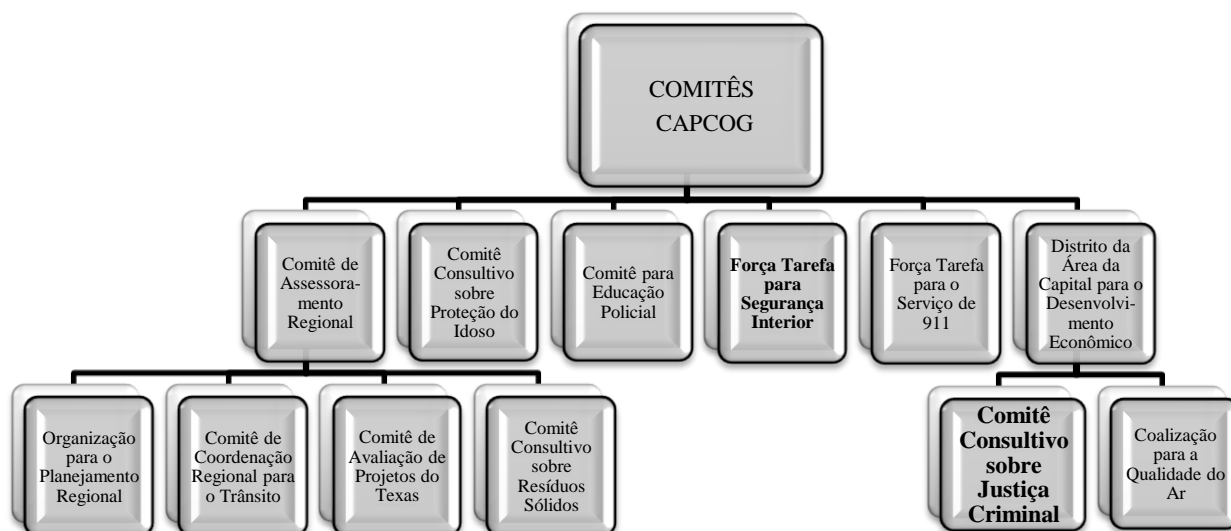 COMITÊS
CAPCOG
Comitê de
Assessora-
mento
Regional
Comitê
Consultivo
sobre
Proteção do
Idoso
Comitê para
Educação
Policial
Força Tarefa
para
Segurança
Interior
Força Tarefa
para o
Serviço de
911
Distrito da
Área da
Capital para o
Desenvolvi-
mento
Econômico
Organização
para o
Planejamento
Regional
Comitê de
Coordenação
Regional para
o Trânsito
Comitê de
Avaliação de
Projetos do
Texas
Comitê
Consultivo
sobre
Resíduos
Sólidos
Comitê
Consultivo
sobre
Justiça
Criminal
Coalização
para a
Qualidade do
Ar